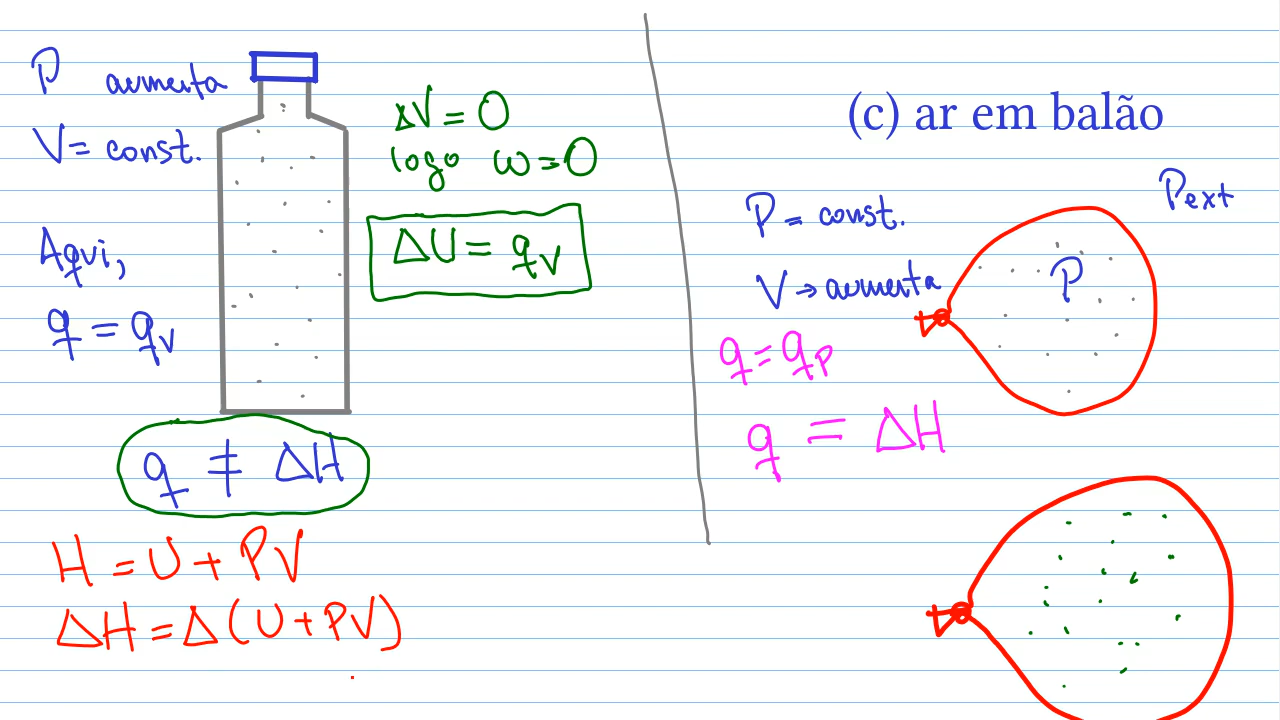 P aumenta
V = const.
ΔV = 0
logo w = 0
ΔU = qv
Aqui,
q = qv
q ≠ ΔH
H = U + PV
ΔH = Δ(U + PV)
(c) ar em balão
Pext
P = const.
V → aumenta
P
q = qP
q = ΔH